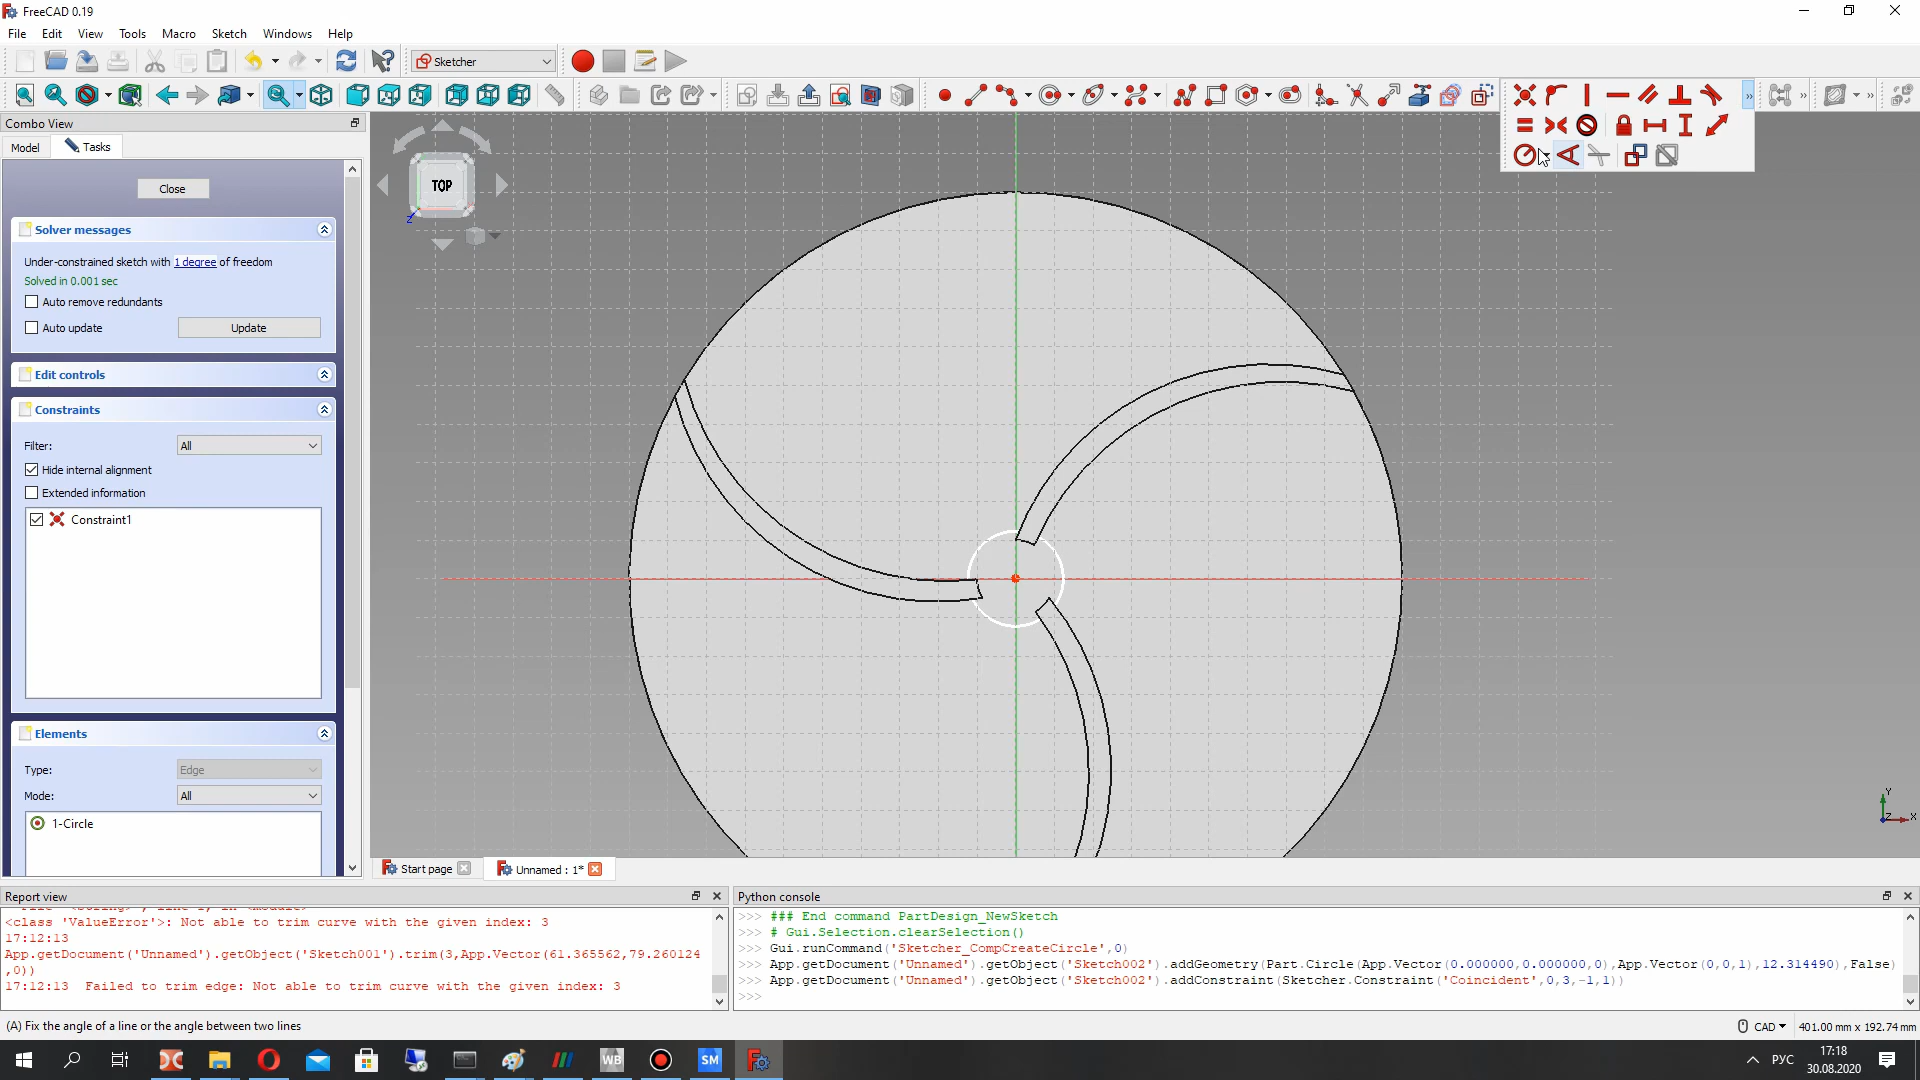 FreeCAD 0.19
File Edit View Tools Macro Sketch Windows Help
Sketcher
Combo View
Model Tasks
TOP
Z
Close
Solver messages
Under-constrained sketch with 1 degree of freedom
Solved in 0.001 sec
Auto remove redundants
Auto update Update
Edit controls
Constraints
Filter: All
Hide internal alignment
Extended information
Constraint1
Elements
Type: Edge
Mode: All
1-Circle
Y
Z X
Start page Unnamed : 1*
Report view
<class 'ValueError'>: Not able to trim curve with the given index: 3
17:12:13
App.getDocument('Unnamed').getObject('Sketch001').trim(3,App.Vector(61.365562,79.260124
,0))
17:12:13 Failed to trim edge: Not able to trim curve with the given index: 3
Python console
>>> ### End command PartDesign_NewSketch
>>> # Gui.Selection.clearSelection()
>>> Gui.runCommand('Sketcher_CompCreateCircle',0)
>>> App.getDocument('Unnamed').getObject('Sketch002').addGeometry(Part.Circle(App.Vector(0.000000,0.000000,0),App.Vector(0,0,1),12.314490),False)
>>> App.getDocument('Unnamed').getObject('Sketch002').addConstraint(Sketcher.Constraint('Coincident',0,3,-1,1))
>>>
(A) Fix the angle of a line or the angle between two lines
CAD 401.00 mm x 192.74 mm
WB SM
РУС
17:18
30.08.2020